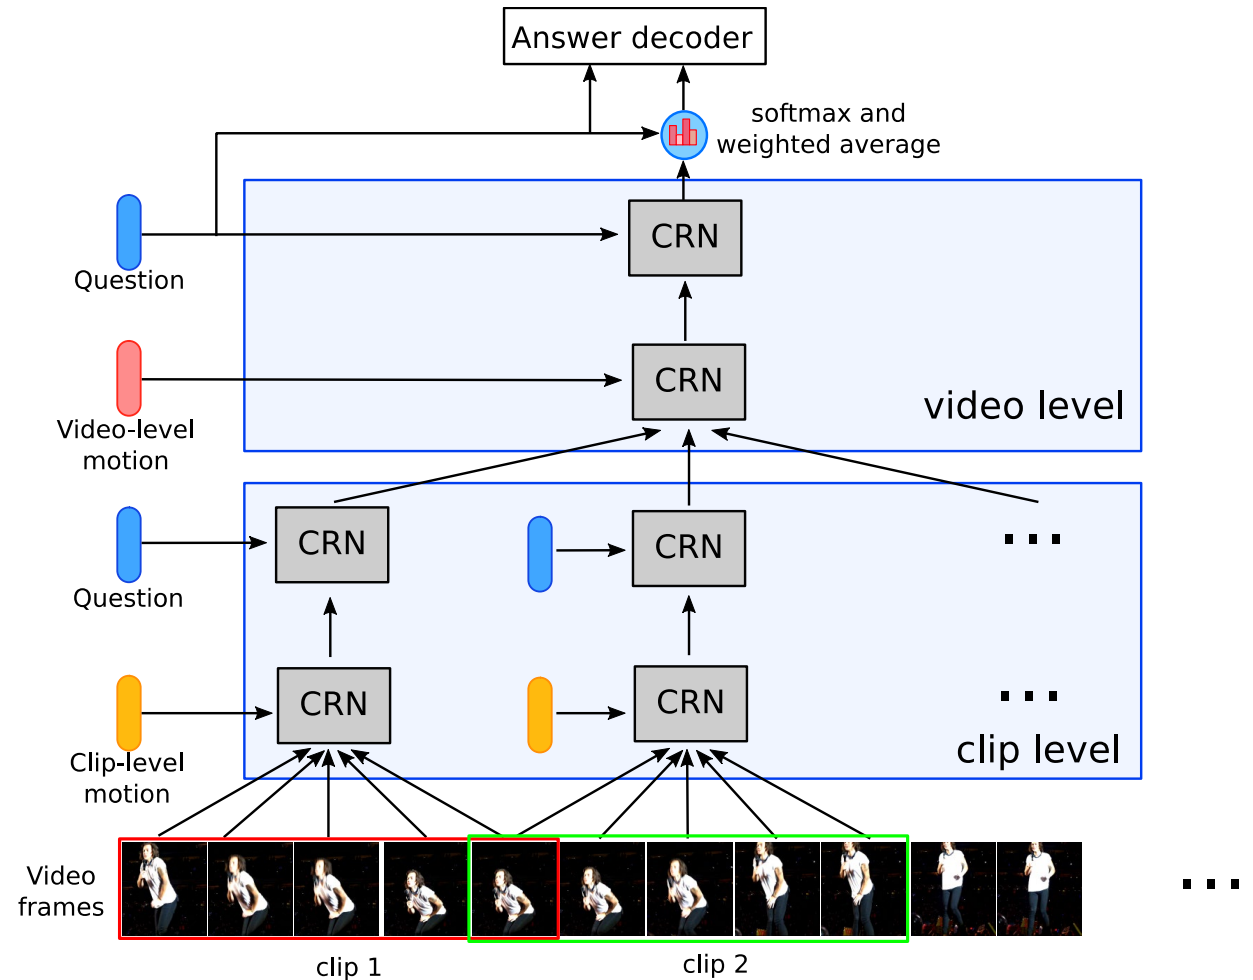 Answer decoder
softmax and
weighted average
CRN
Question
CRN
Video-level
motion
video level
CRN
CRN
Question
CRN
CRN
Clip-level
motion
clip level
Video
frames
clip 1
clip 2